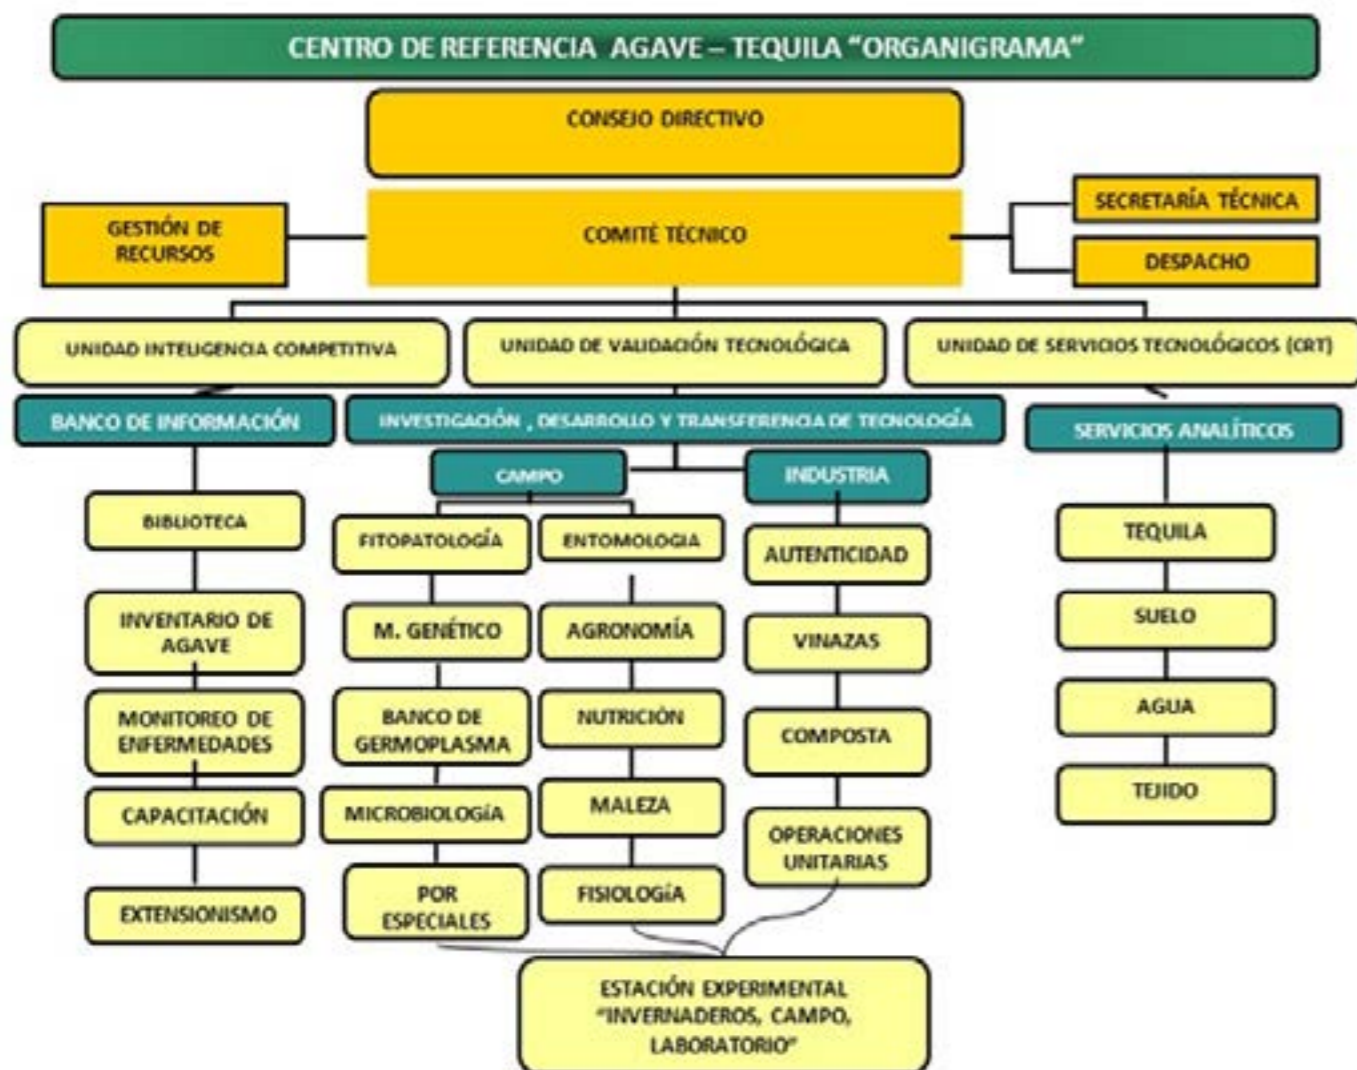 CENTRO DE REFERENCIA AGAVE – TEQUILA "ORGANIGRAMA"
CONSEJO DIRECTIVO
GESTIÓN DE
RECURSOS
COMITÉ TÉCNICO
SECRETARÍA TÉCNICA
DESPACHO
UNIDAD INTELIGENCIA COMPETITIVA
UNIDAD DE VALIDACIÓN TECNOLÓGICA
UNIDAD DE SERVICIOS TECNOLÓGICOS (CRT)
BANCO DE INFORMACIÓN
BIBLIOTECA
INVENTARIO DE
AGAVE
MONITOREO DE
ENFERMEDADES
CAPACITACIÓN
EXTENSIONISMO
INVESTIGACIÓN , DESARROLLO Y TRANSFERENCIA DE TECNOLOGÍA
CAMPO
FITOPATOLOGÍA
M. GENÉTICO
BANCO DE
GERMOPLASMA
MICROBIOLOGÍA
POR
ESPECIALES
ENTOMOLOGIA
AGRONOMÍA
NUTRICIÓN
MALEZA
FISIOLOGÍA
INDUSTRIA
AUTENTICIDAD
VINAZAS
COMPOSTA
OPERACIONES
UNITARIAS
ESTACIÓN EXPERIMENTAL
"INVERNADEROS, CAMPO,
LABORATORIO"
SERVICIOS ANALÍTICOS
TEQUILA
SUELO
AGUA
TEJIDO